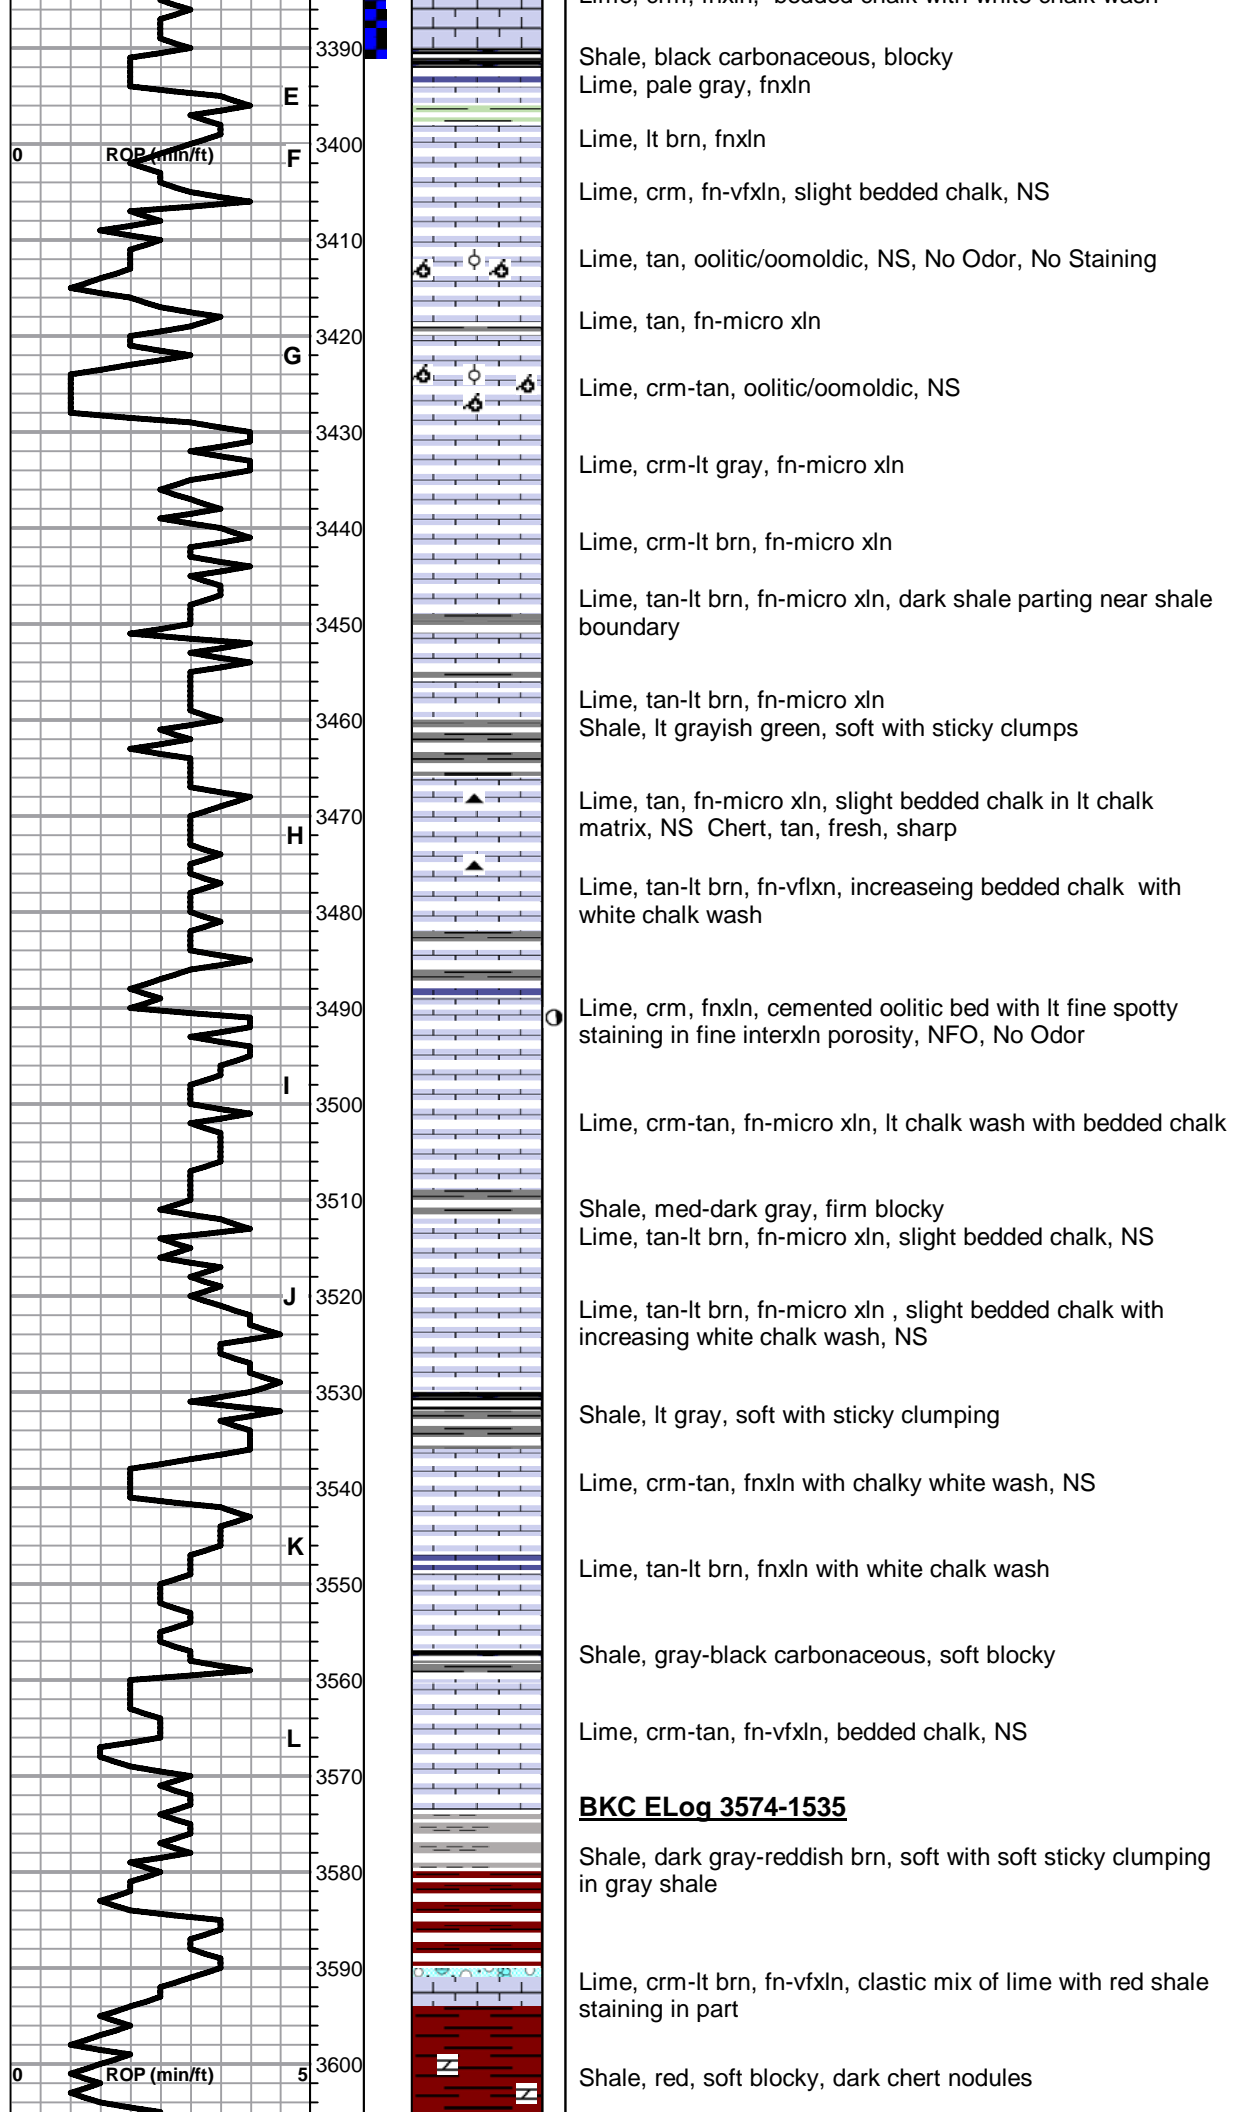 Lime, crm, fnxln, bedded chalk with white chalk wash
3390
Shale, black carbonaceous, blocky
Lime, pale gray, fnxln
E
3400
Lime, lt brn, fnxln
0 ROP (min/ft)
F
Lime, crm, fn-vfxln, slight bedded chalk, NS
3410
Lime, tan, oolitic/oomoldic, NS, No Odor, No Staining
Lime, tan, fn-micro xln
3420
G
Lime, crm-tan, oolitic/oomoldic, NS
3430
Lime, crm-lt gray, fn-micro xln
3440
Lime, crm-lt brn, fn-micro xln
Lime, tan-lt brn, fn-micro xln, dark shale parting near shale
boundary
3450
Lime, tan-lt brn, fn-micro xln
3460
Shale, lt grayish green, soft with sticky clumps
Lime, tan, fn-micro xln, slight bedded chalk in lt chalk
matrix, NS  Chert, tan, fresh, sharp
3470
H
Lime, tan-lt brn, fn-vflxn, increaseing bedded chalk  with
white chalk wash
3480
3490
Lime, crm, fnxln, cemented oolitic bed with lt fine spotty
staining in fine interxln porosity, NFO, No Odor
I
3500
Lime, crm-tan, fn-micro xln, lt chalk wash with bedded chalk
3510
Shale, med-dark gray, firm blocky
Lime, tan-lt brn, fn-micro xln, slight bedded chalk, NS
J
3520
Lime, tan-lt brn, fn-micro xln , slight bedded chalk with
increasing white chalk wash, NS
3530
Shale, lt gray, soft with sticky clumping
3540
Lime, crm-tan, fnxln with chalky white wash, NS
K
Lime, tan-lt brn, fnxln with white chalk wash
3550
Shale, gray-black carbonaceous, soft blocky
3560
Lime, crm-tan, fn-vfxln, bedded chalk, NS
L
3570
BKC ELog 3574-1535
Shale, dark gray-reddish brn, soft with soft sticky clumping
in gray shale
3580
3590
Lime, crm-lt brn, fn-vfxln, clastic mix of lime with red shale
staining in part
3600
0 ROP (min/ft) 5
Shale, red, soft blocky, dark chert nodules